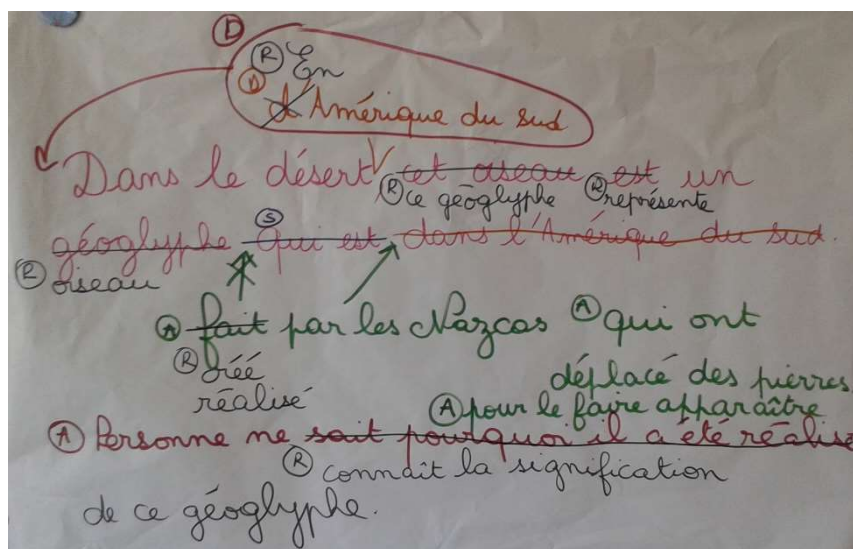 D
R En
D d'Amérique du sud
Dans le désert cet oiseau est un
R ce géoglyphe R représente
géoglyphe S qui est dans l'Amérique du sud.
R oiseau
A fait par les Nazcas A qui ont
R créé déplacé des pierres
réalisé A pour le faire apparaître
A Personne ne sait pourquoi il a été réalisé
R connaît la signification
de ce géoglyphe.